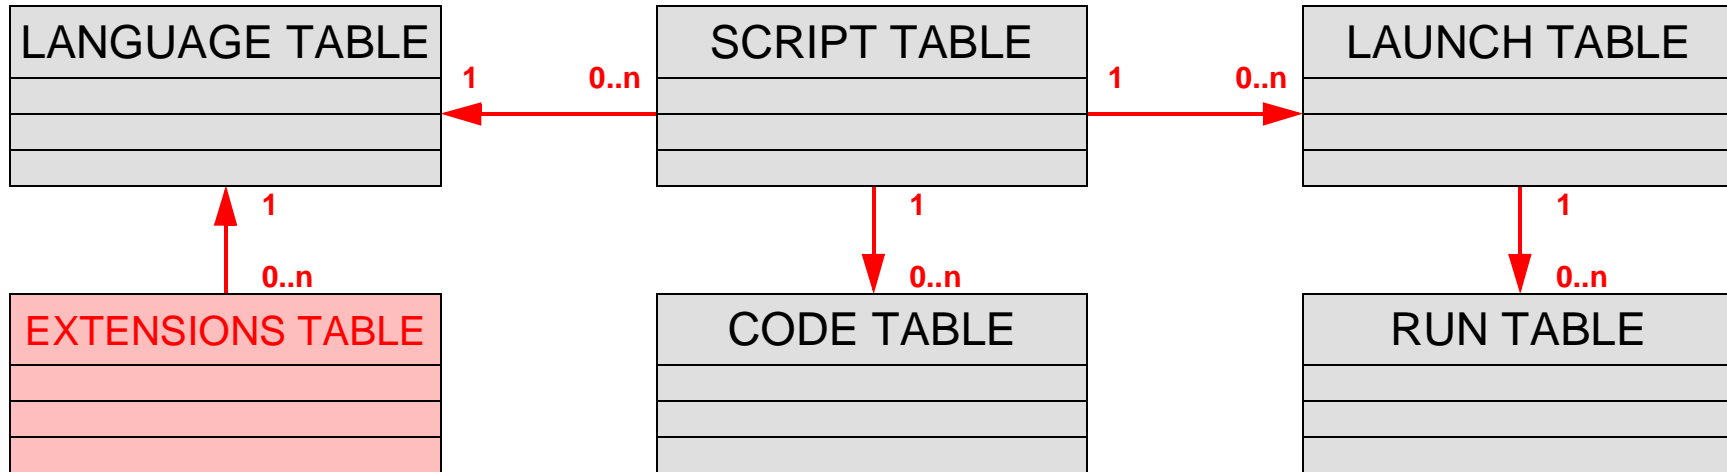 LANGUAGE TABLE
SCRIPT TABLE
LAUNCH TABLE
1 0..n
1 0..n
1
1
1
0..n
0..n
0..n
EXTENSIONS TABLE
CODE TABLE
RUN TABLE